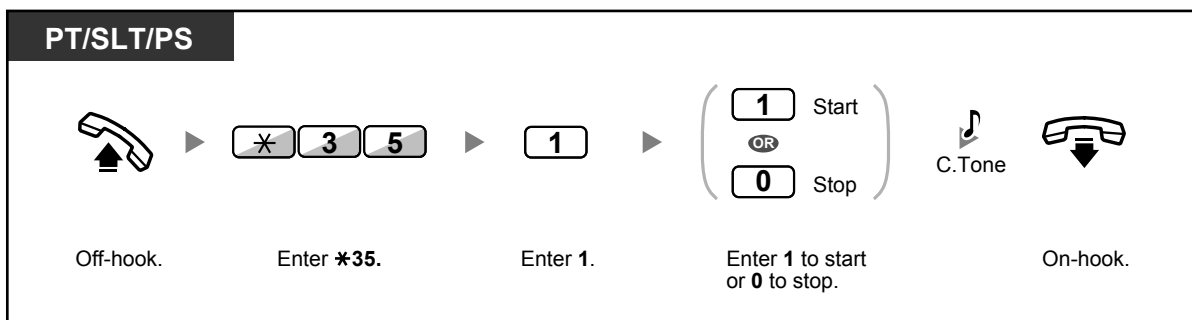 PT/SLT/PS
✳ 3 5
1
1 Start
OR
0 Stop
C.Tone
Off-hook.
Enter ✳35.
Enter 1.
Enter 1 to start
or 0 to stop.
On-hook.